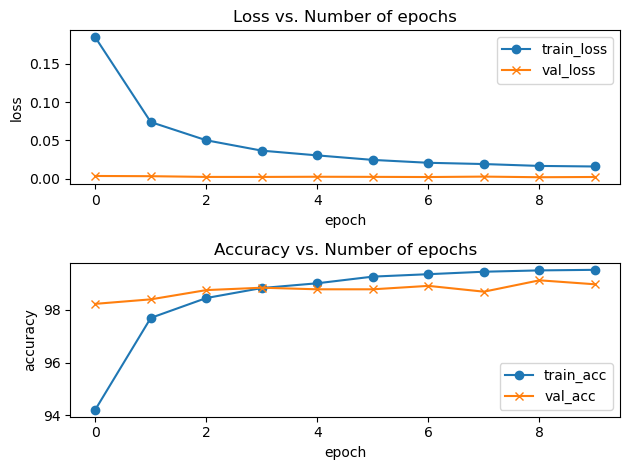 Loss vs. Number of epochs
0.15
0.10
0.05
0.00
loss
train_loss
val_loss
0 2 4 6 8
epoch
Accuracy vs. Number of epochs
98
96
94
accuracy
train_acc
val_acc
0 2 4 6 8
epoch